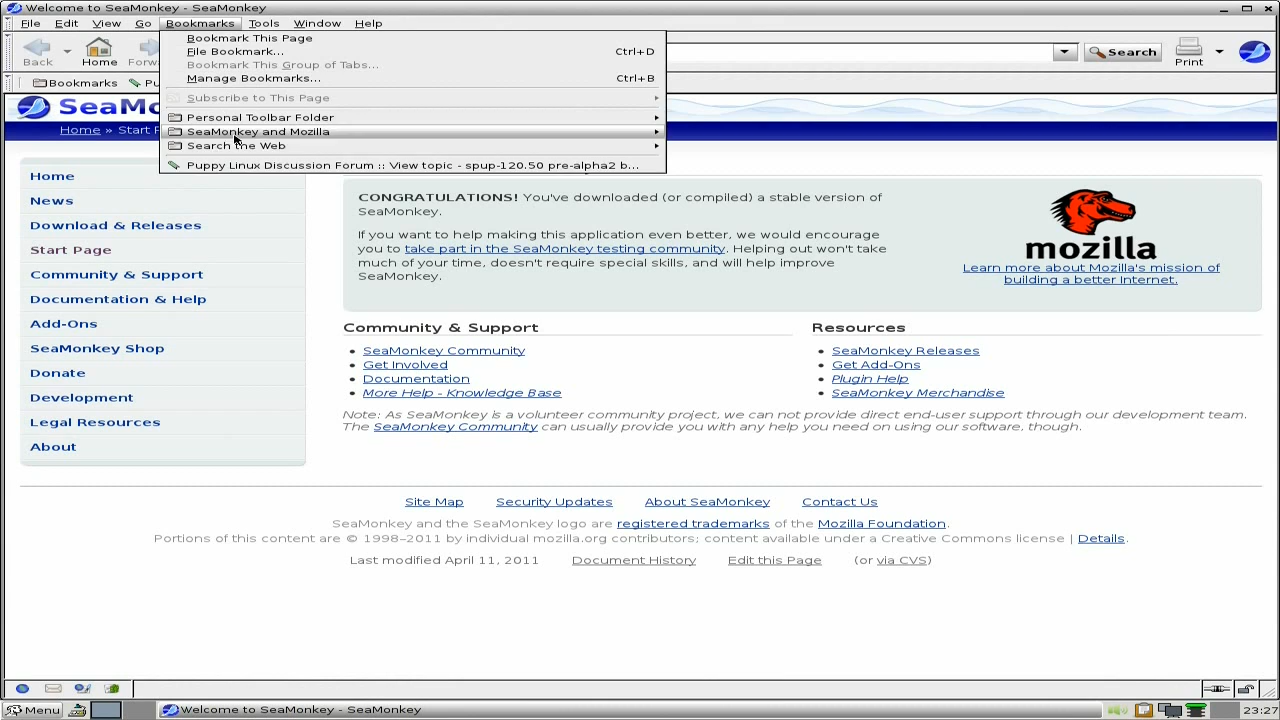 Welcome to SeaMonkey - SeaMonkey
File Edit View Go Bookmarks Tools Window Help
Bookmark This Page
File Bookmark... Ctrl+D
Bookmark This Group of Tabs...
Manage Bookmarks... Ctrl+B
Subscribe to This Page
Personal Toolbar Folder
SeaMonkey and Mozilla
Search the Web
Puppy Linux Discussion Forum :: View topic - spup-120.50 pre-alpha2 b...
Back Home Forw
Search Print
Bookmarks Pu
SeaMo
Home » Start P
Home
News
Download & Releases
Start Page
Community & Support
Documentation & Help
Add-Ons
SeaMonkey Shop
Donate
Development
Legal Resources
About
CONGRATULATIONS! You've downloaded (or compiled) a stable version of
SeaMonkey.
If you want to help making this application even better, we would encourage
you to take part in the SeaMonkey testing community. Helping out won't take
much of your time, doesn't require special skills, and will help improve
SeaMonkey.
mozilla
Learn more about Mozilla's mission of
building a better Internet.
Community & Support
SeaMonkey Community
Get Involved
Documentation
More Help - Knowledge Base
Resources
SeaMonkey Releases
Get Add-Ons
Plugin Help
SeaMonkey Merchandise
Note: As SeaMonkey is a volunteer community project, we can not provide direct end-user support through our development team.
The SeaMonkey Community can usually provide you with any help you need on using our software, though.
Site Map Security Updates About SeaMonkey Contact Us
SeaMonkey and the SeaMonkey logo are registered trademarks of the Mozilla Foundation.
Portions of this content are © 1998–2011 by individual mozilla.org contributors; content available under a Creative Commons license | Details.
Last modified April 11, 2011 Document History Edit this Page (or via CVS)
Menu Welcome to SeaMonkey - SeaMonkey 23:27